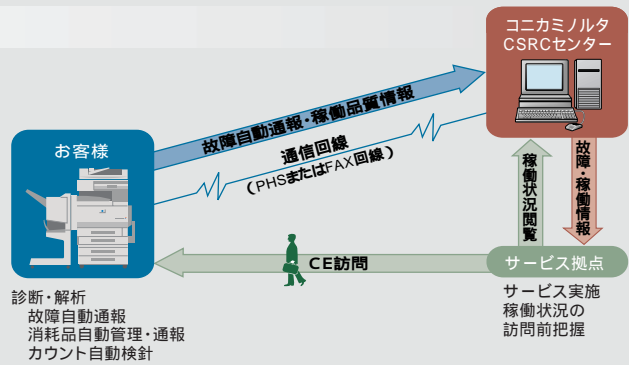 コニカミノルタ
CSRCセンター
故障自動通報・稼働品質情報
通信回線
（PHSまたはFAX回線）
お客様
稼働状況閲覧
故障・稼働情報
CE訪問
サービス拠点
診断・解析
故障自動通報
消耗品自動管理・通報
カウント自動検針
サービス実施
稼働状況の
訪問前把握